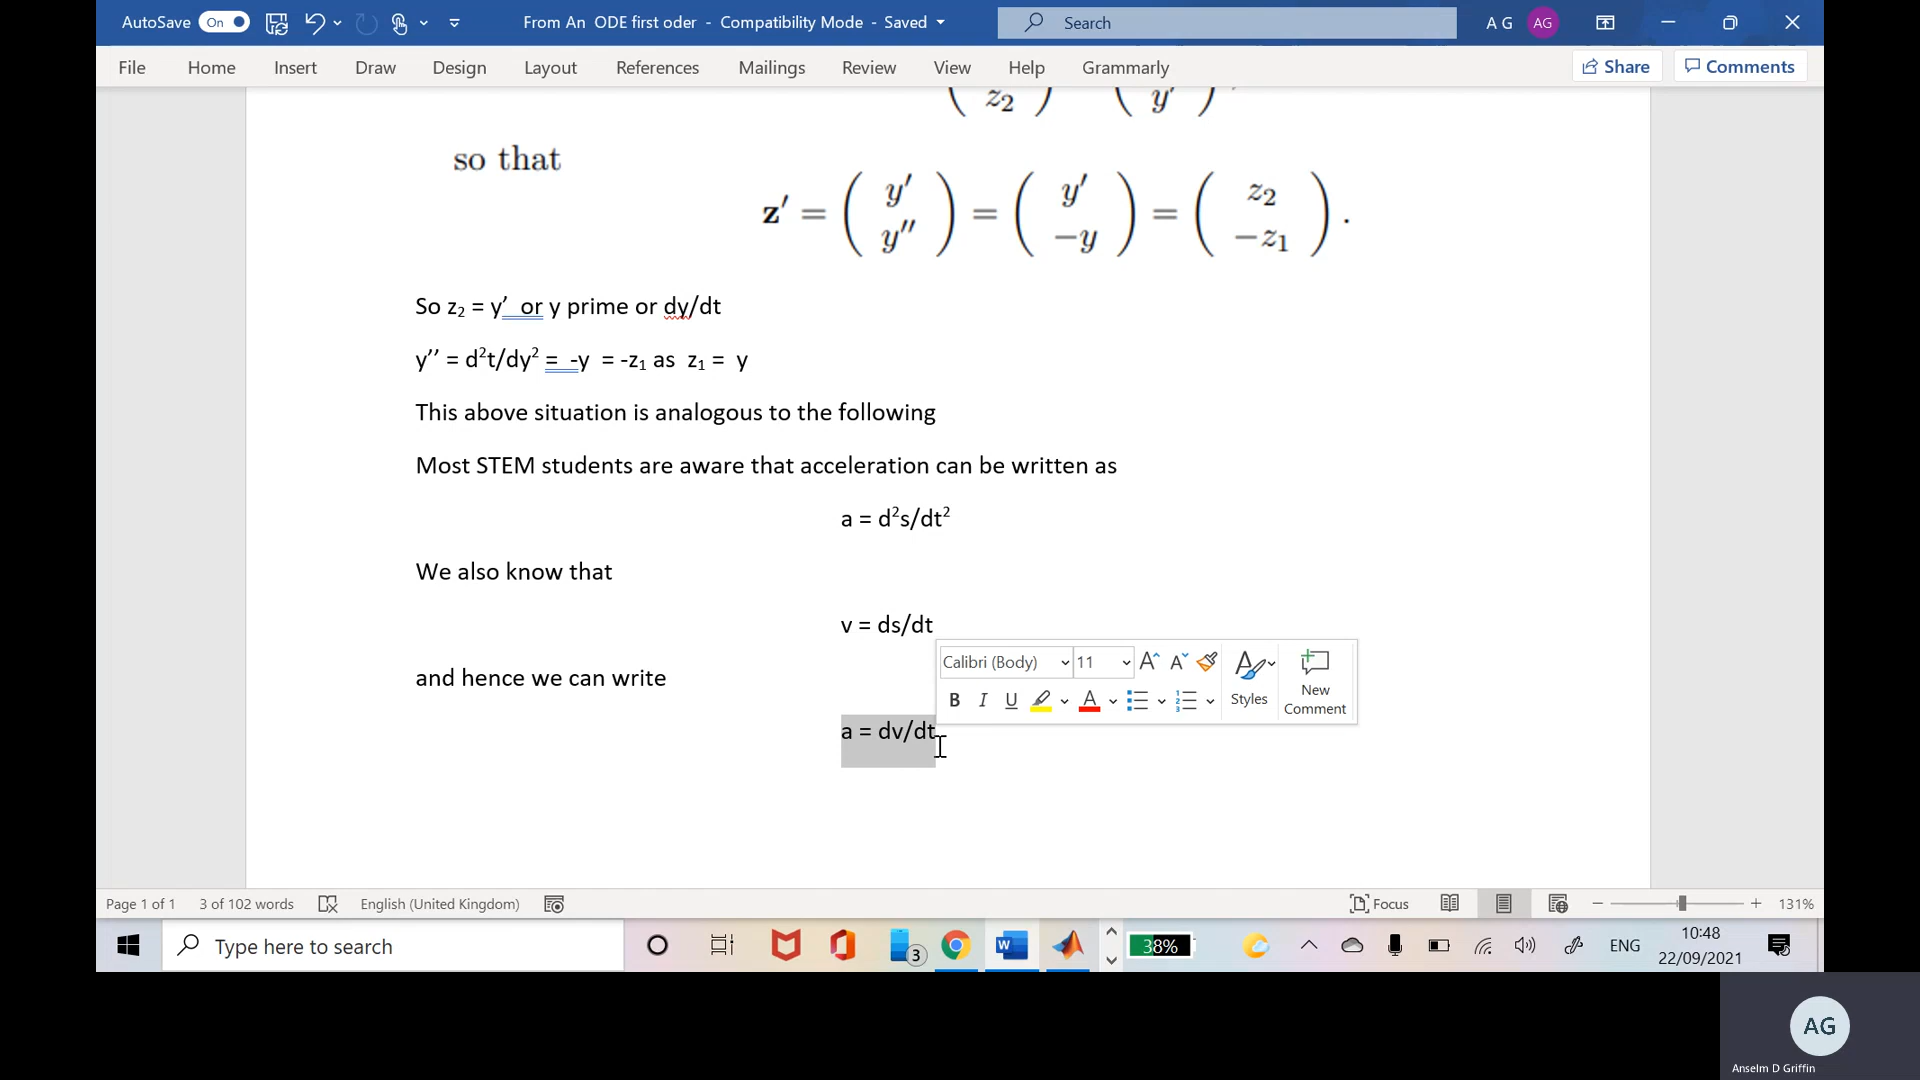 AutoSave On From An ODE first oder - Compatibility Mode - Saved Search A G AG
File Home Insert Draw Design Layout References Mailings Review View Help Grammarly Share Comments
z₂ y′
so that
z′ = ( y′ y″ ) = ( y′ −y ) = ( z₂ −z₁ ) .
So z₂ = y’ or y prime or dy/dt
y’’ = d²t/dy² = -y = -z₁ as z₁ = y
This above situation is analogous to the following
Most STEM students are aware that acceleration can be written as
a = d²s/dt²
We also know that
v = ds/dt
Calibri (Body) 11
and hence we can write
B I U Styles New Comment
a = dv/dt
Page 1 of 1 3 of 102 words English (United Kingdom) Focus 131%
Type here to search 3 38% ENG 10:48
22/09/2021
AG
Anselm D Griffin